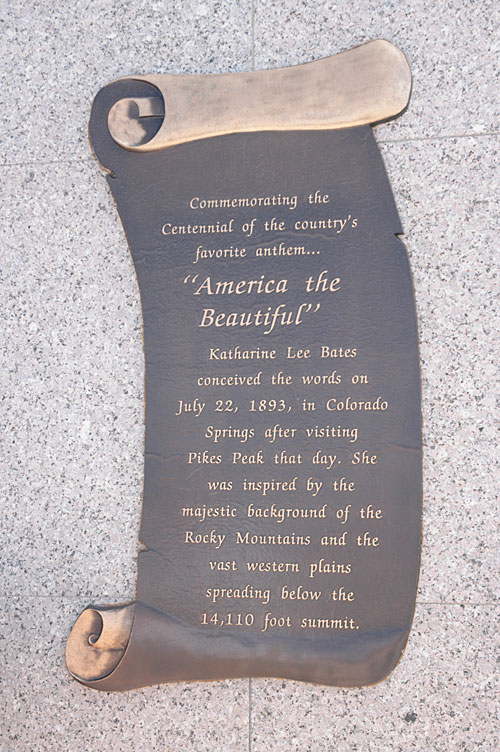 Commemorating the
Centennial of the country's
favorite anthem...
"America the
Beautiful"
Katharine Lee Bates
conceived the words on
July 22, 1893, in Colorado
Springs after visiting
Pikes Peak that day. She
was inspired by the
majestic background of the
Rocky Mountains and the
vast western plains
spreading below the
14,110 foot summit.